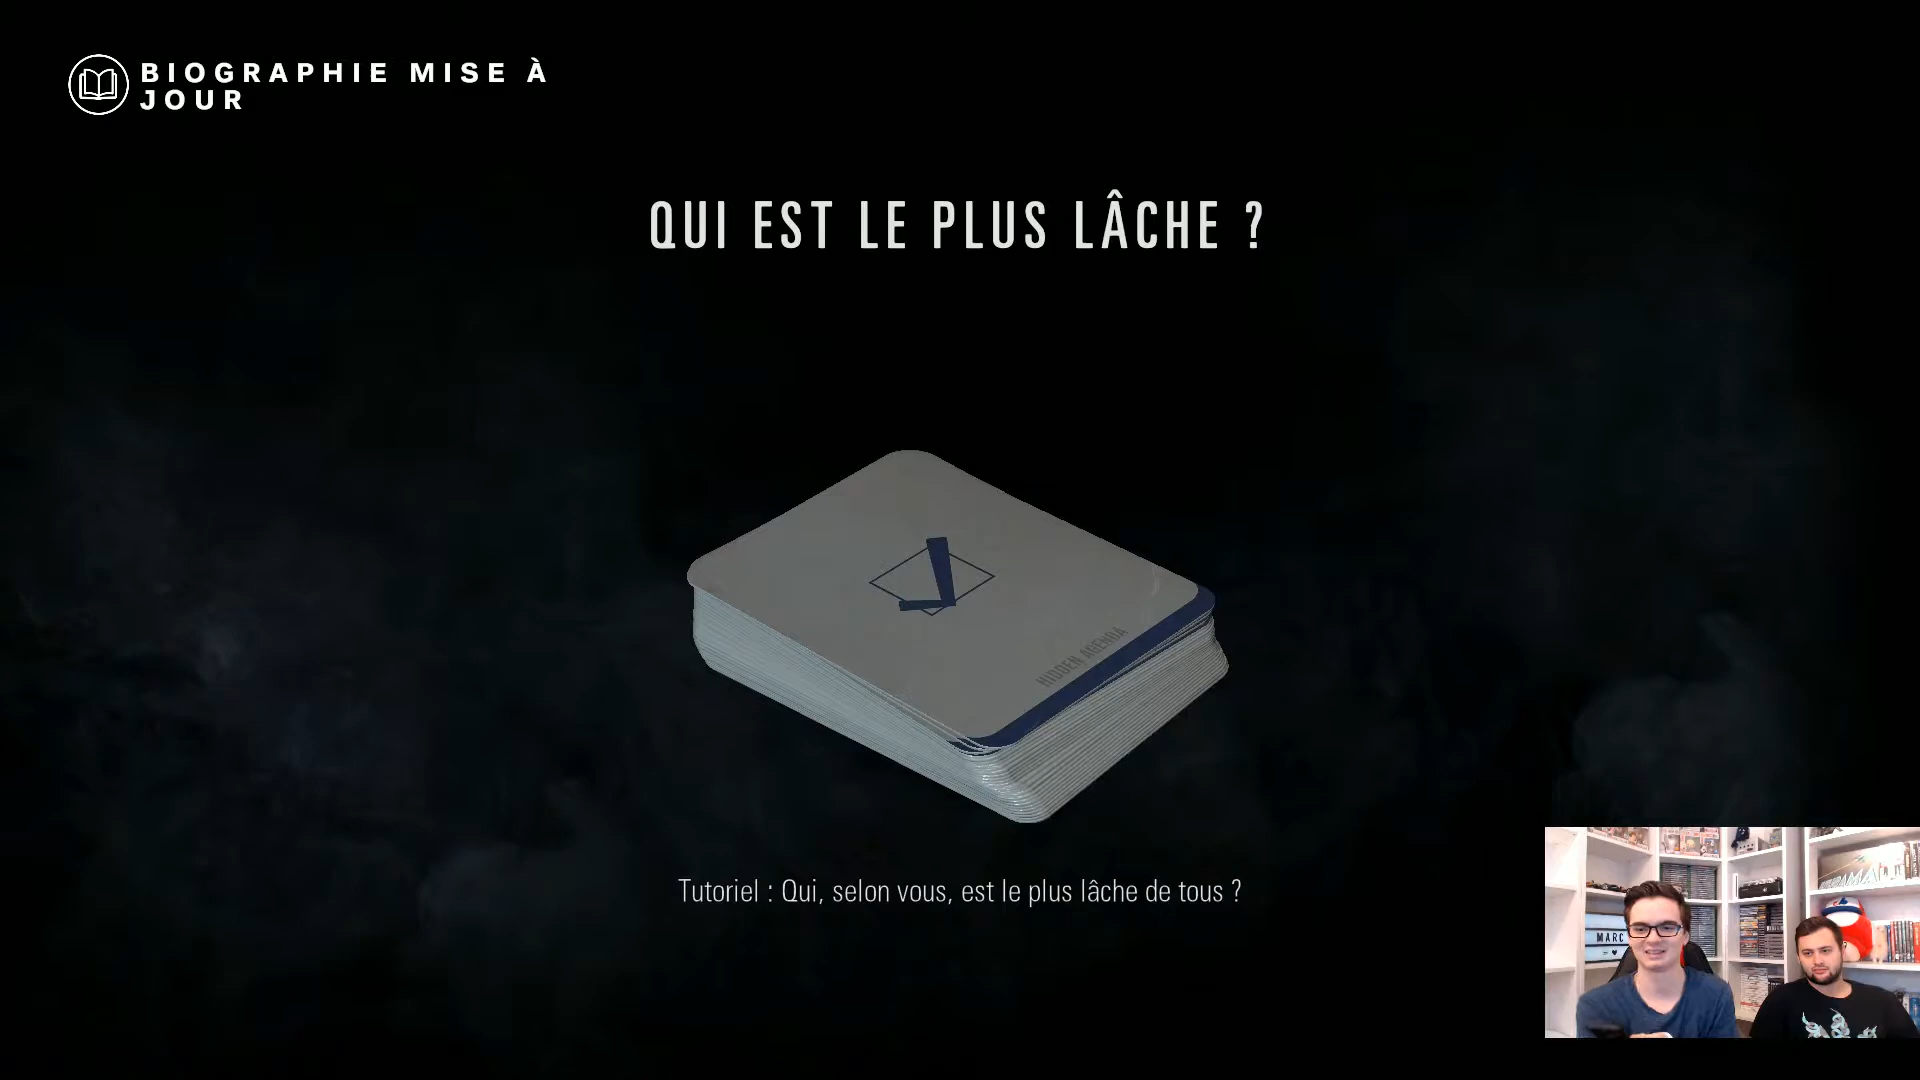 BIOGRAPHIE MISE À
JOUR
QUI EST LE PLUS LÂCHE ?
HIDDEN AGENDA
Tutoriel : Qui, selon vous, est le plus lâche de tous ?
MARC